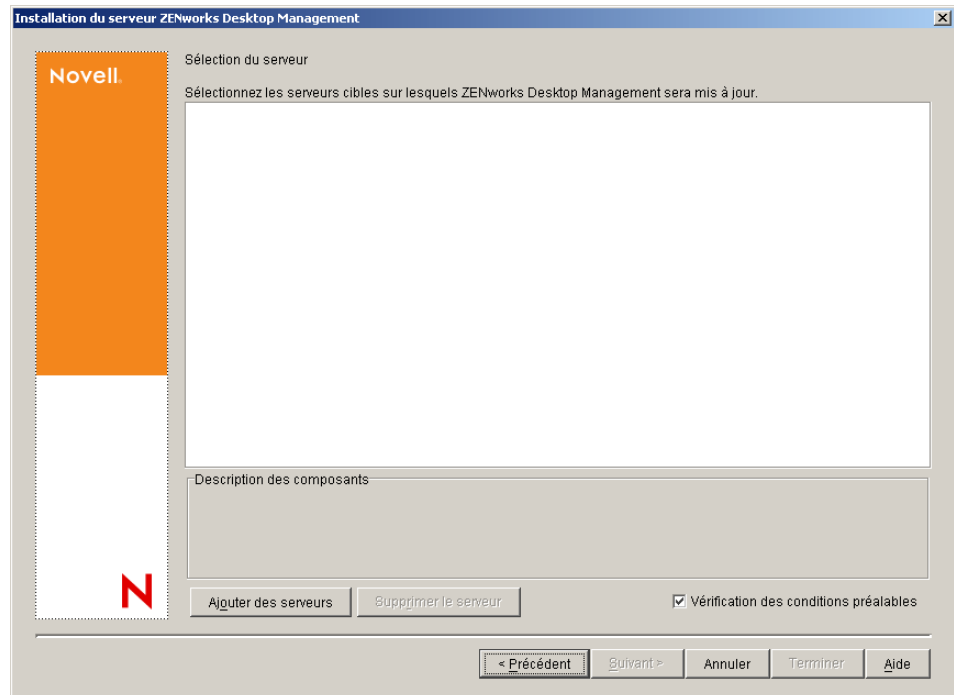 Installation du serveur ZENworks Desktop Management
Novell.
Sélection du serveur
Sélectionnez les serveurs cibles sur lesquels ZENworks Desktop Management sera mis à jour.
Description des composants
N
Ajouter des serveurs
Supprimer le serveur
Vérification des conditions préalables
< Précédent
Suivant >
Annuler
Terminer
Aide